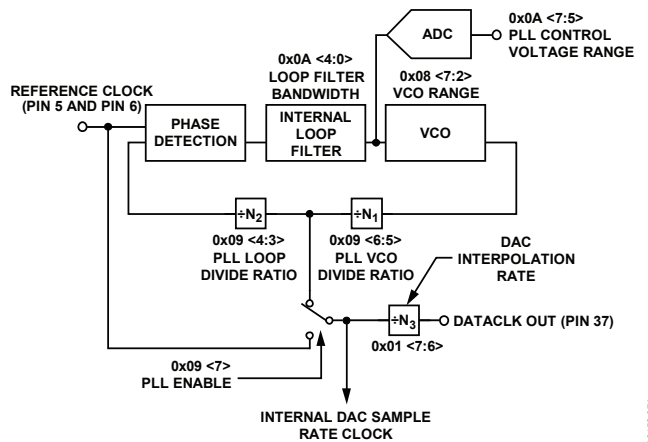 0x0A <7:5>
PLL CONTROL
VOLTAGE RANGE
ADC
0x0A <4:0>
LOOP FILTER
BANDWIDTH
0x08 <7:2>
VCO RANGE
REFERENCE CLOCK
(PIN 5 AND PIN 6)
PHASE
DETECTION
INTERNAL
LOOP
FILTER
VCO
÷N2
÷N1
0x09 <4:3>
PLL LOOP
DIVIDE RATIO
0x09 <6:5>
PLL VCO
DIVIDE RATIO
DAC
INTERPOLATION
RATE
÷N3
DATACLK OUT (PIN 37)
0x01 <7:6>
0x09 <7>
PLL ENABLE
INTERNAL DAC SAMPLE
RATE CLOCK